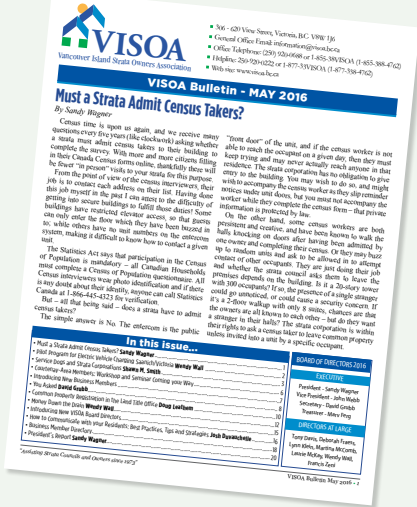 VISOA
Vancouver Island Strata Owners Association
306 - 620 View Street, Victoria, B.C. V8W 1J6
General Office Email: information@visoa.bc.ca
Office Telephone: (250) 920-0688 or 1-855-38VISOA (1-855-388-4762)
Helpline: 250-920-0222 or 1-877-33VISOA (1-877-338-4762)
Web site: www.visoa.bc.ca
VISOA Bulletin - MAY 2016
Must a Strata Admit Census Takers?
By Sandy Wagner
Census time is upon us again, and we receive many
questions every five years (like clockwork) asking whether
a strata must admit census takers to their building to
complete the survey. With more and more citizens filling
in their Canada Census forms online, thankfully there will
be fewer "in person" visits to your strata for this purpose.
From the point of view of the census interviewers, their
job is to contact each address on their list. Having done
this job myself in the past I can attest to the difficulty of
getting into secure buildings to fulfill those duties! Some
buildings have restricted elevator access, so that guests
can only enter the floor which they have been buzzed in
to; while others have no unit numbers on the entercom
system, making it difficult to know how to contact a given
unit.
The Statistics Act says that participation in the Census
of Population is mandatory – all Canadian Households
must complete a Census of Population questionnaire. All
Census interviewers wear photo identification and if there
is any doubt about their identity, anyone can call Statistics
Canada at 1-866-445-4323 for verification.
But – all that being said – does a strata have to admit
census takers?
The simple answer is No. The entercom is the public
"front door" of the unit, and if the census worker is not
able to reach the occupant on a given day, then they must
keep trying and may never actually reach anyone in that
residence. The strata corporation has no obligation to give
entry to the building. You may wish to do so, and might
wish to accompany the census worker as they slip reminder
notices under unit doors, but you must not accompany the
worker while they complete the census form – that private
information is protected by law.
On the other hand, some census workers are both
persistent and creative, and have been known to walk the
halls knocking on doors after having been admitted by
one owner and completing their census. Or they may buzz
up to random units and ask to be allowed in to attempt
contact of other occupants. They are just doing their job
and whether the strata council asks them to leave the
premises depends on the building. Is it a 20-storey tower
with 300 occupants? If so, the presence of a single stranger
could go unnoticed, or could cause a security concern. If
it's a 2-floor walkup with only 8 suites, chances are that
the owners are all known to each other – but do they want
a stranger in their halls? The strata corporation is within
their rights to ask a census taker to leave common property
unless invited into a unit by a specific occupant.
In this issue...
• Must a Strata Admit Census Takers? Sandy Wagner 1
• Pilot Program for Electric Vehicle Charging Saanich/Victoria Wendy Wall 2
• Service Dogs and Strata Corporations Shawn M. Smith 3
• Courtenay-Area Members: Workshop and Seminar coming your Way
• Introducing New Business Members
• You Asked David Grubb
• Common Property Registration in the Land Title Office Doug Leatham
• Money Down the Drain Wendy Wall
• Introducing New VISOA Board Directors
• How to Communicate with your Residents: Best Practices, Tips and Strategies Josh Duvauchelle
• Business Member Directory
• President's Report Sandy Wagner 20
BOARD OF DIRECTORS 2016
EXECUTIVE
President - Sandy Wagner
Vice President - John Webb
Secretary - David Grubb
Treasurer - Merv Peng
DIRECTORS AT LARGE
Tony Davis, Deborah Fraess,
Lynn Klein, Martina McComb,
Laurie McKay, Wendy Wall,
Francis Zeni
"Assisting Strata Councils and Owners since 1973"
VISOA Bulletin May 2016 - 1